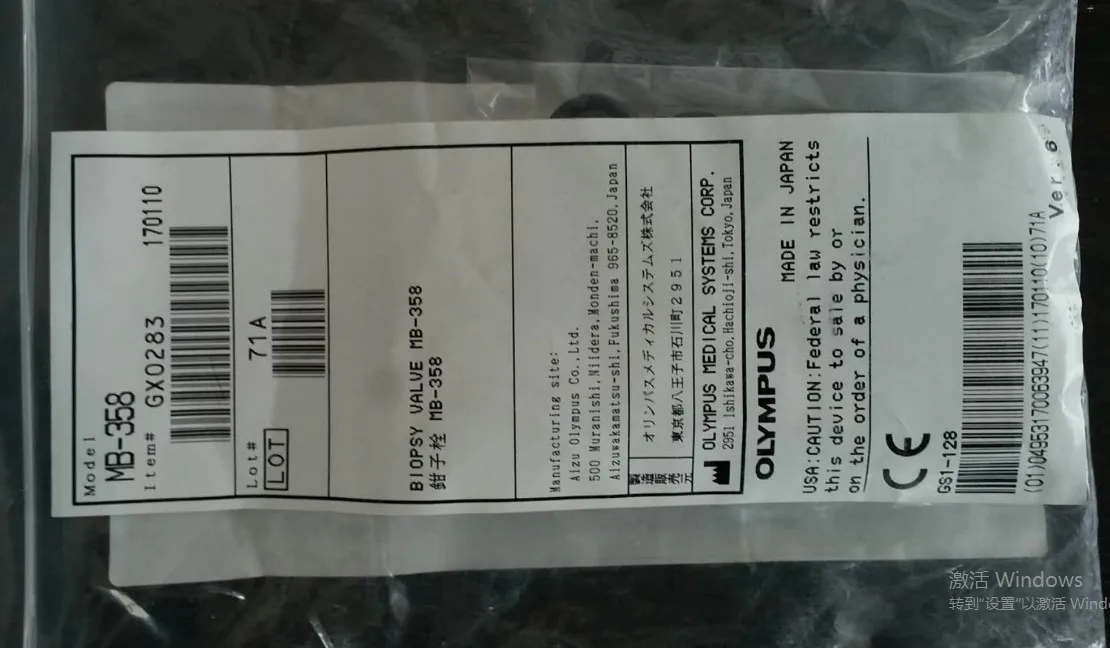 Model
MB-358
Item# GX0283 170110
Lot# 71A
LOT
BIOPSY VALVE MB-358
鉗子栓 MB-358
Manufacturing site:
Aizu Olympus Co.,Ltd.
500 Muranishi,Niidera,Monden-machi,
Aizuwakamatsu-shi,Fukushima 965-8520,Japan
製造販売元
オリンパスメディカルシステムズ株式会社
東京都八王子市石川町2951
OLYMPUS MEDICAL SYSTEMS CORP.
2951 Ishikawa-cho,Hachioji-shi,Tokyo,Japan
OLYMPUS MADE IN JAPAN
USA:CAUTION:Federal law restricts
this device to sale by or
on the order of a physician.
CE
GS1-128
(01)04953170063947(11)170110(10)71A
Ver. 6
激活 Windows
转到"设置"以激活 Wind